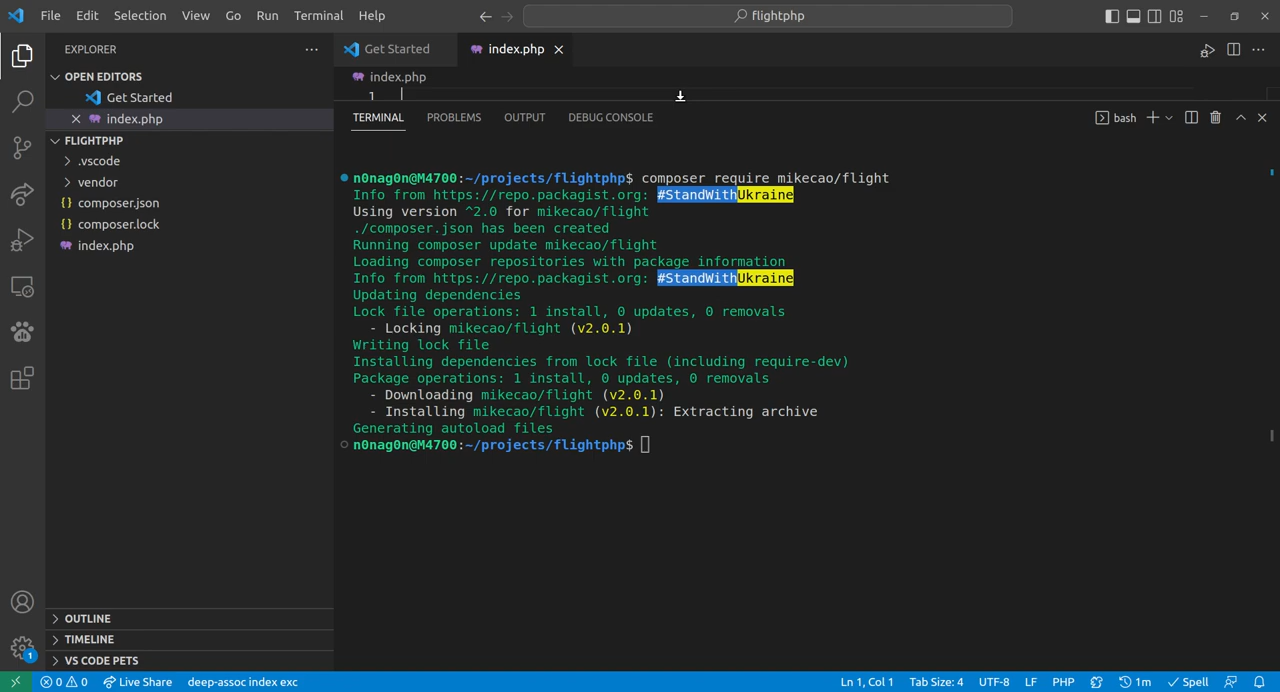 File Edit Selection View Go Run Terminal Help
flightphp
EXPLORER
OPEN EDITORS
Get Started
index.php
FLIGHTPHP
.vscode
vendor
{} composer.json
{} composer.lock
index.php
OUTLINE
TIMELINE
VS CODE PETS
Get Started
index.php
index.php
1
TERMINAL PROBLEMS OUTPUT DEBUG CONSOLE
bash
n0nag0n@M4700:~/projects/flightphp$ composer require mikecao/flight
Info from https://repo.packagist.org: #StandWithUkraine
Using version ^2.0 for mikecao/flight
./composer.json has been created
Running composer update mikecao/flight
Loading composer repositories with package information
Info from https://repo.packagist.org: #StandWithUkraine
Updating dependencies
Lock file operations: 1 install, 0 updates, 0 removals
- Locking mikecao/flight (v2.0.1)
Writing lock file
Installing dependencies from lock file (including require-dev)
Package operations: 1 install, 0 updates, 0 removals
- Downloading mikecao/flight (v2.0.1)
- Installing mikecao/flight (v2.0.1): Extracting archive
Generating autoload files
n0nag0n@M4700:~/projects/flightphp$
1
0 0 Live Share deep-assoc index exc Ln 1, Col 1 Tab Size: 4 UTF-8 LF PHP 1m Spell